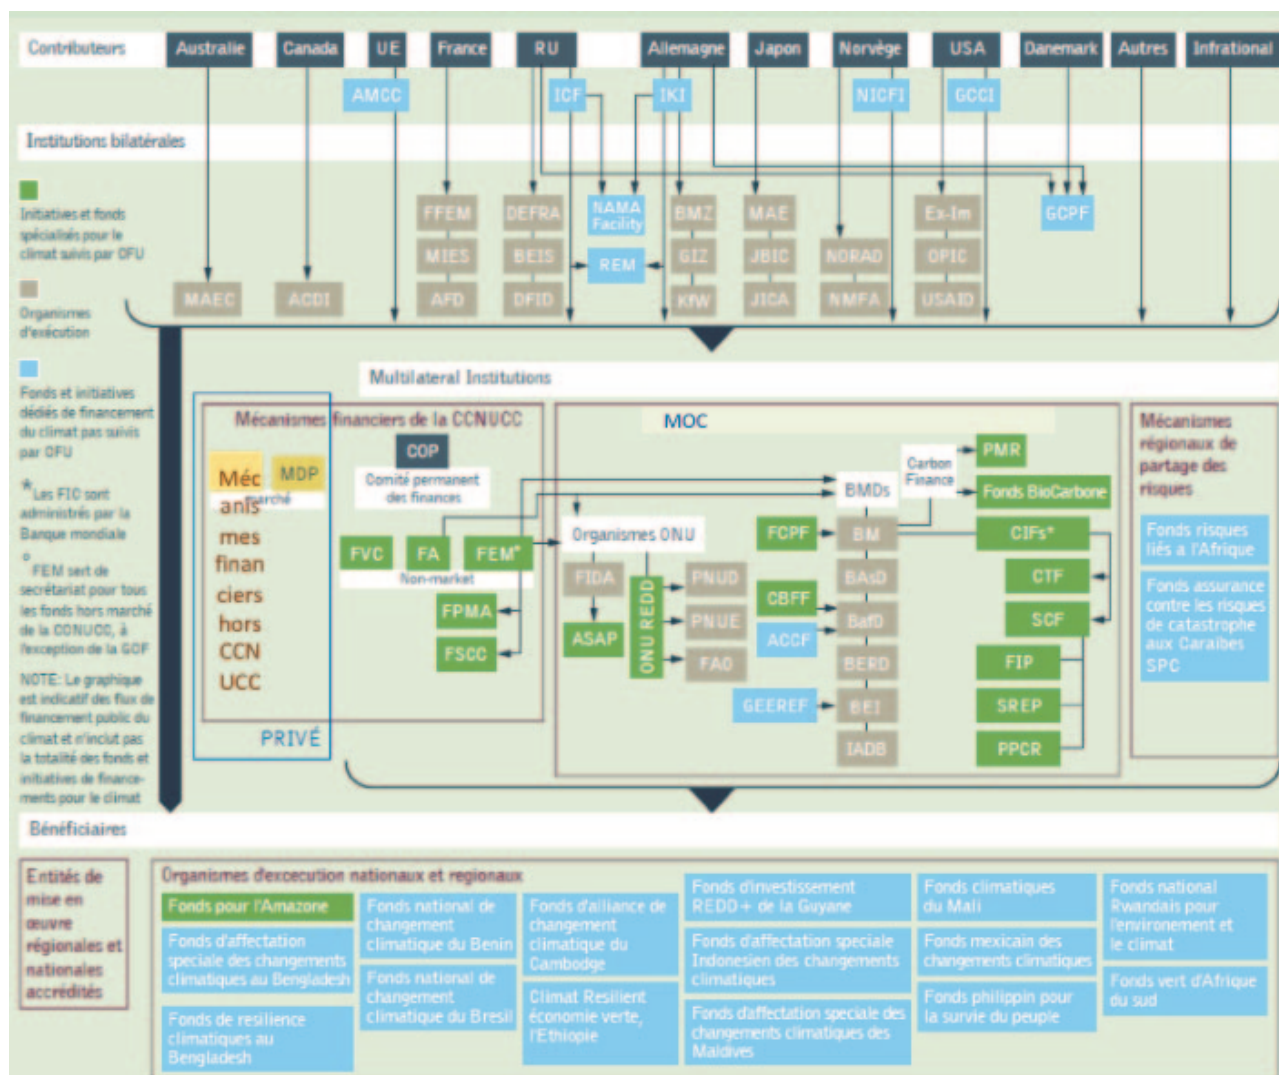 Contributeurs
Australie
Canada
UE
France
RU
Allemagne
Japon
Norvège
USA
Danemark
Autres
Infrational
AMCC
ICF
IKI
NICFI
GCCI
Institutions bilatérales
Initiatives et fonds
spécialisés pour le
climat suivis par OFU
Organismes
d'exécution
Fonds et initiatives
dédiés de financement
du climat pas suivis
par OFU
*Les FIC sont
administrés par la
Banque mondiale
° FEM sert de
secrétariat pour tous
les fonds hors marché
de la CCNUCC, à
l'exception de la GCF
NOTE: Le graphique
est indicatif des flux de
financement public du
climat et n'inclut pas
la totalité des fonds et
initiatives de finance-
ments pour le climat
FFEM
DEFRA
NAMA
Facility
BMZ
MAE
Ex-Im
GCPF
MIES
BEIS
REM
GIZ
JBIC
NORAD
OPIC
MAEC
ACDI
AFD
DFID
KfW
JICA
NMFA
USAID
Multilateral Institutions
Mécanismes financiers de la CCNUCC
COP
Comité permanent
des finances
Méc
anis
mes
finan
ciers
hors
CCN
UCC
MDP
marché
PRIVÉ
FVC
FA
FEM°
Non-market
FPMA
FSCC
MOC
Organismes ONU
FIDA
ASAP
ONU REDD
PNUD
PNUE
FAO
FCPF
CBFF
ACCF
GEEREF
BMDs
BM
BAsD
BafD
BERD
BEI
IADB
Carbon
Finance
PMR
Fonds BioCarbone
CIFs*
CTF
SCF
FIP
SREP
PPCR
Mécanismes
régionaux de
partage des
risques
Fonds risques
liés a l'Afrique
Fonds assurance
contre les risques
de catastrophe
aux Caraïbes
SPC
Bénéficiaires
Entités de
mise en
œuvre
régionales et
nationales
accrédités
Organismes d'excecution nationaux et regionaux
Fonds pour l'Amazone
Fonds d'affectation
speciale des changements
climatiques au Bengladesh
Fonds de resilience
climatiques au
Bengladesh
Fonds national de
changement
climatique du Benin
Fonds national de
changement
climatique du Bresil
Fonds d'alliance de
changement
climatique du
Cambodge
Climat Resilient
économie verte,
l'Ethiopie
Fonds d'investissement
REDD+ de la Guyane
Fonds d'affectation speciale
Indonesien des changements
climatiques
Fonds d'affectation speciale des
changements climatiques des
Maldives
Fonds climatiques
du Mali
Fonds mexicain des
changements climatiques
Fonds philippin pour
la survie du peuple
Fonds national
Rwandais pour
l'environement et
le climat
Fonds vert d'Afrique
du sud